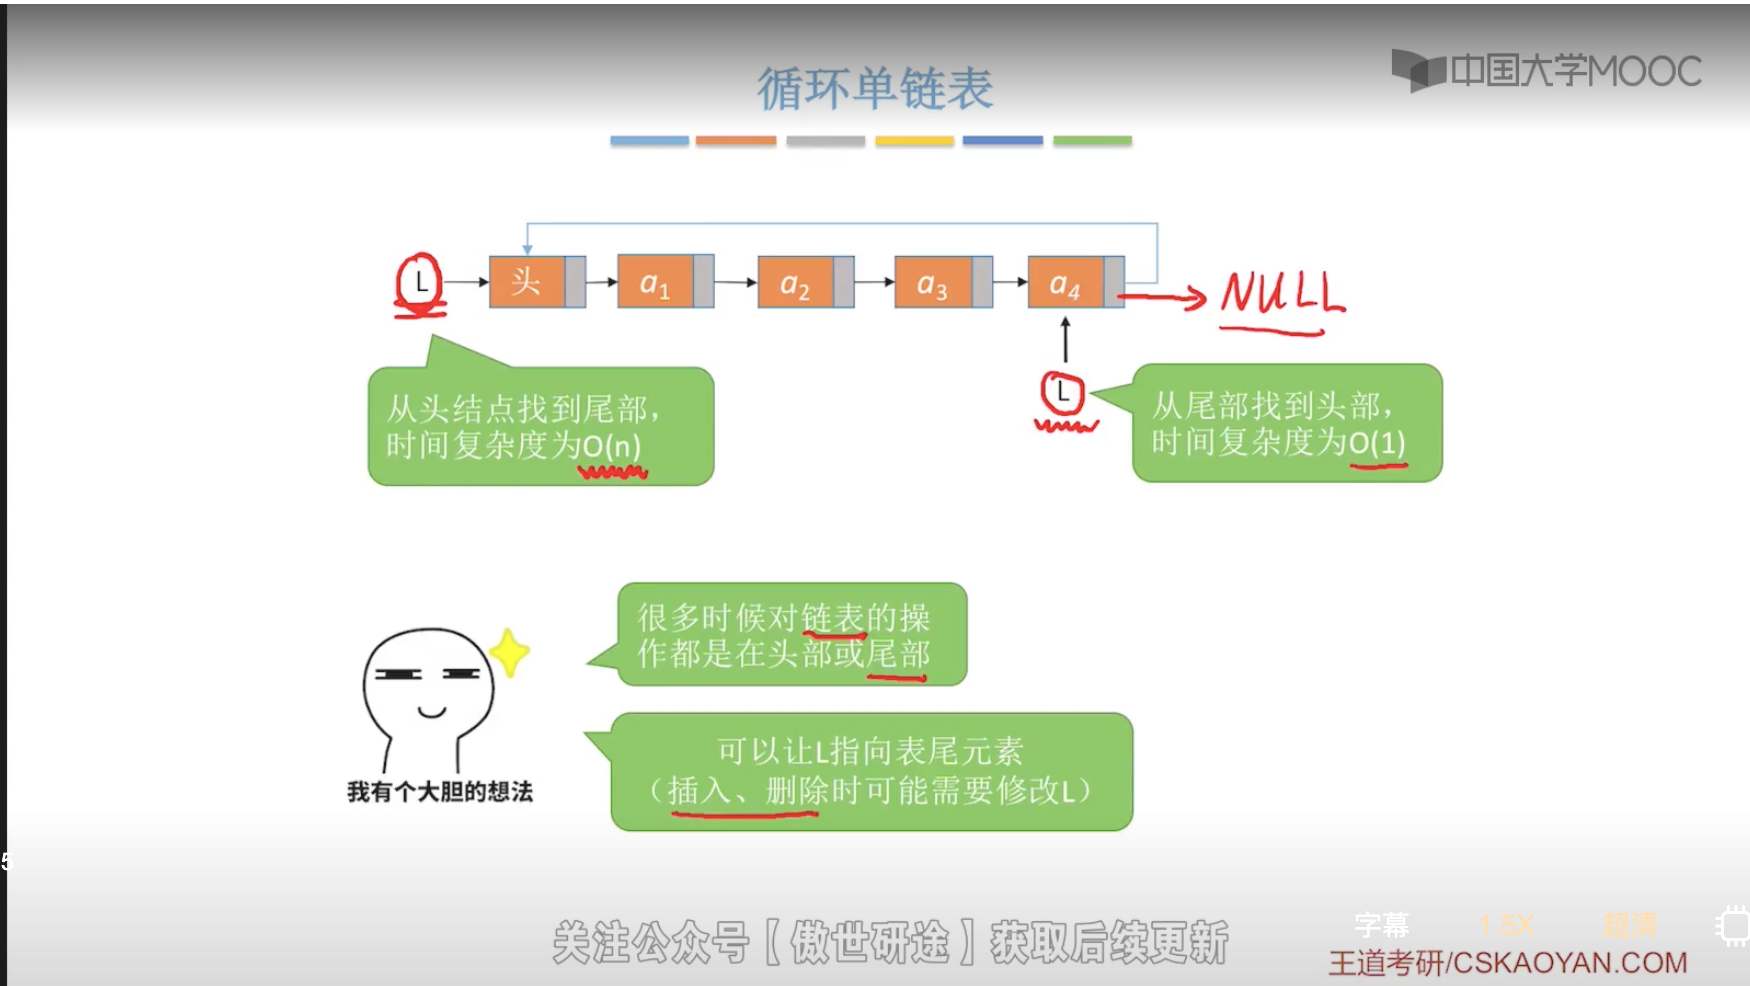 中国大学MOOC
循环单链表
L
头
a1
a2
a3
a4
NULL
L
从头结点找到尾部，
时间复杂度为O(n)
从尾部找到头部，
时间复杂度为O(1)
很多时候对链表的操
作都是在头部或尾部
可以让L指向表尾元素
（插入、删除时可能需要修改L）
我有个大胆的想法
5
关注公众号【傲世研途】获取后续更新
字幕
1.5X
超清
王道考研/CSKAOYAN.COM